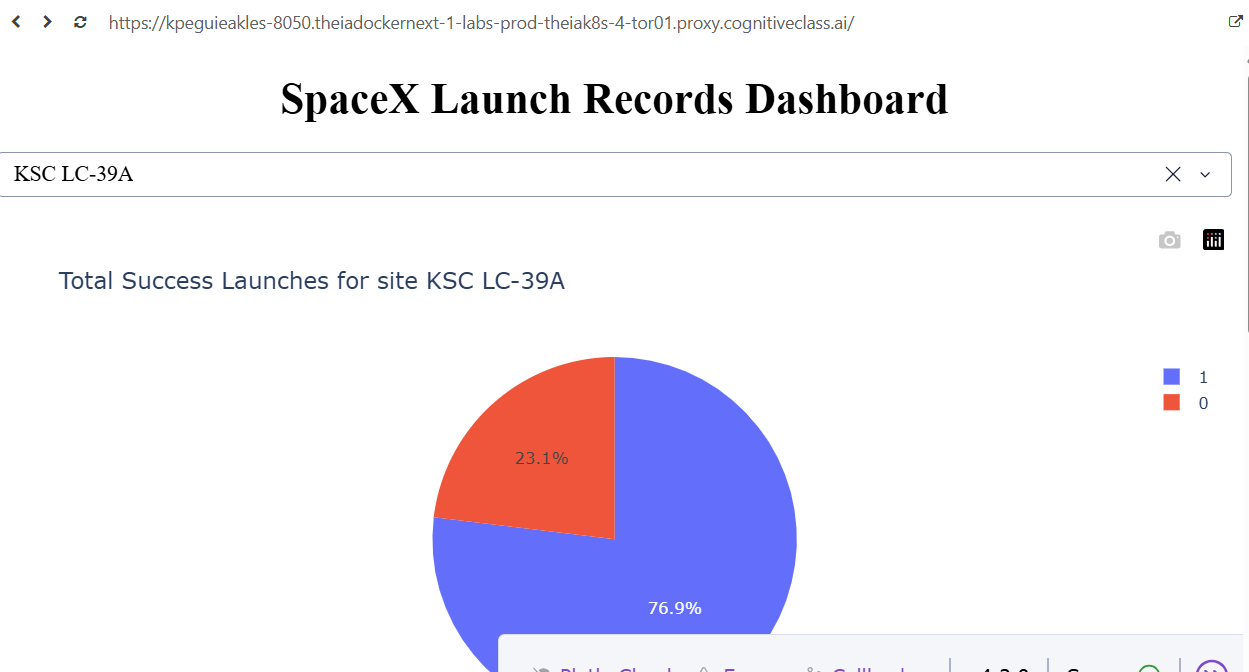 https://kpeguieakles-8050.theiadockernext-1-labs-prod-theiak8s-4-tor01.proxy.cognitiveclass.ai/
SpaceX Launch Records Dashboard
KSC LC-39A
Total Success Launches for site KSC LC-39A
1
0
23.1%
76.9%